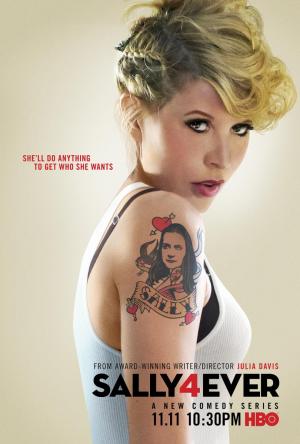 SHE'LL DO ANYTHING
TO GET WHO SHE WANTS
SALLY
FROM AWARD-WINNING WRITER/DIRECTOR JULIA DAVIS
SALLY4EVER
A NEW COMEDY SERIES
11.11 10:30PM HBO